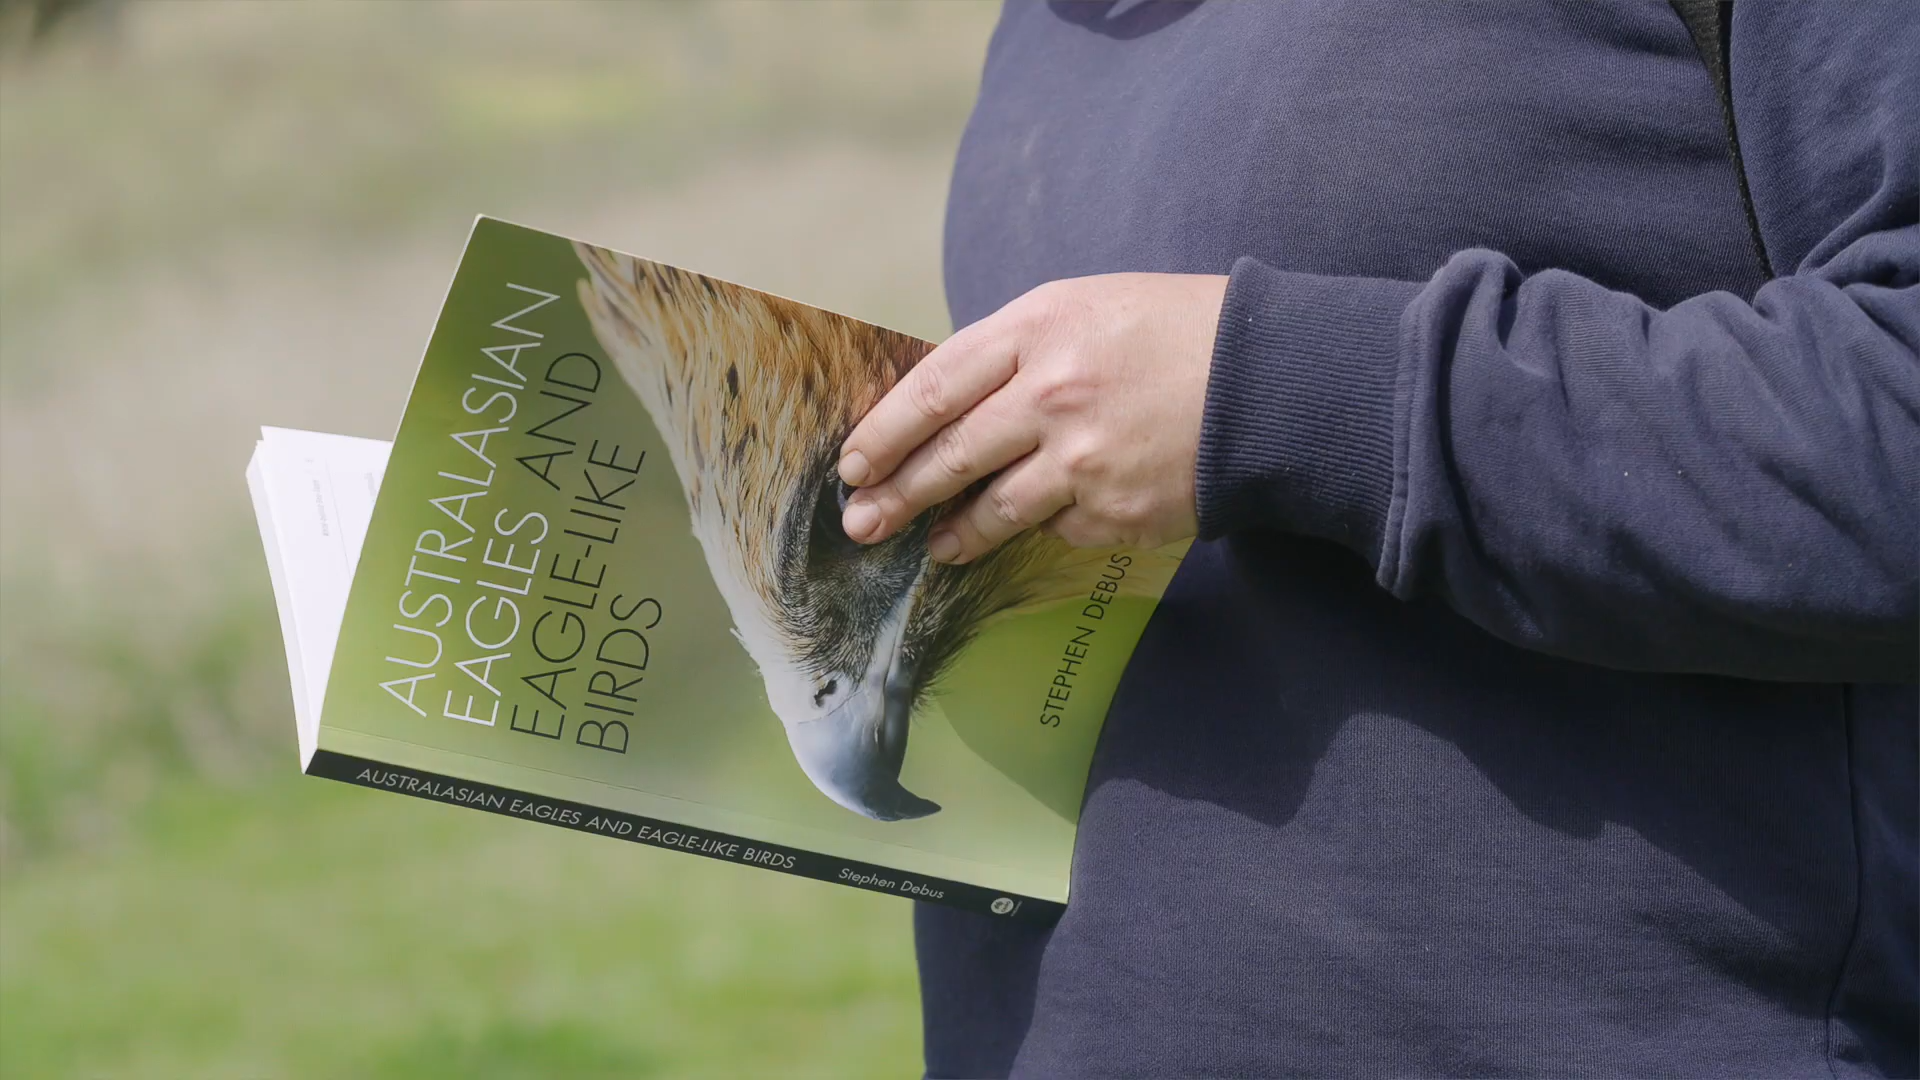 AUSTRALASIAN
EAGLES AND
EAGLE-LIKE
BIRDS
STEPHEN DEBUS
AUSTRALASIAN EAGLES AND EAGLE-LIKE BIRDS Stephen Debus